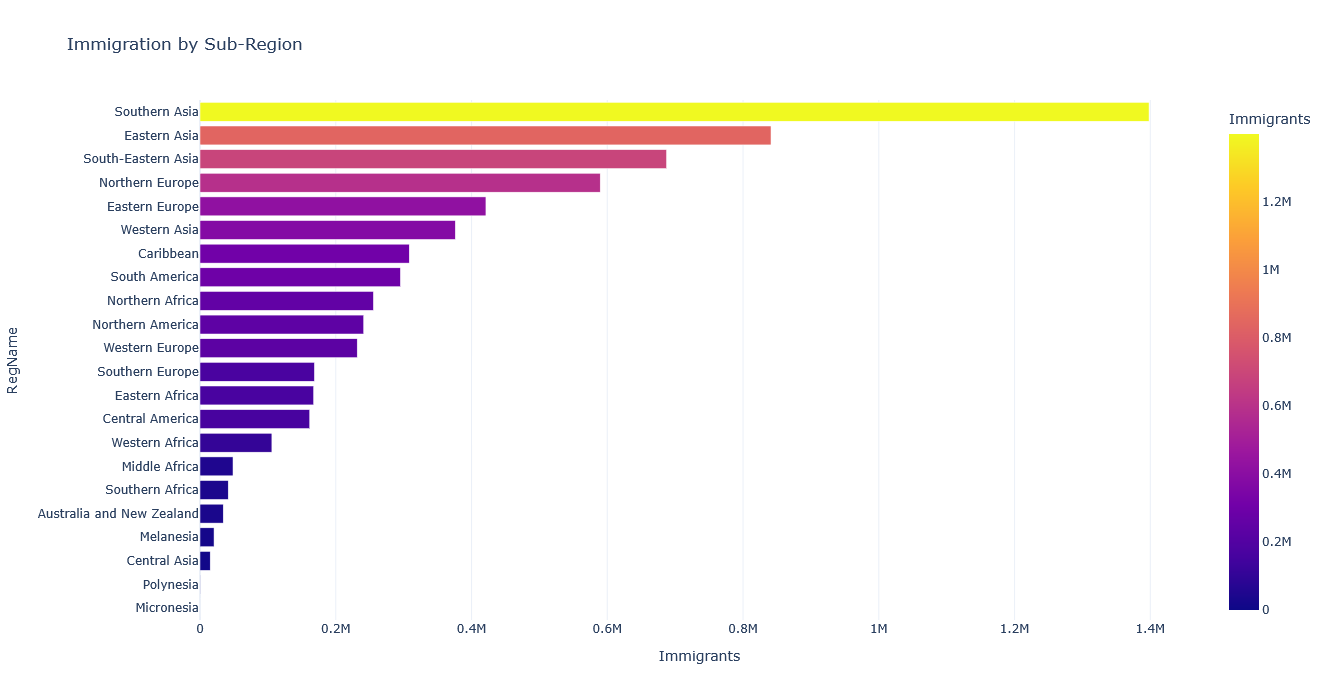 Immigration by Sub-Region
Southern Asia
Eastern Asia
South-Eastern Asia
Northern Europe
Eastern Europe
Western Asia
Caribbean
South America
Northern Africa
Northern America
Western Europe
Southern Europe
Eastern Africa
Central America
Western Africa
Middle Africa
Southern Africa
Australia and New Zealand
Melanesia
Central Asia
Polynesia
Micronesia
RegName
0 0.2M 0.4M 0.6M 0.8M 1M 1.2M 1.4M
Immigrants
Immigrants
1.2M
1M
0.8M
0.6M
0.4M
0.2M
0